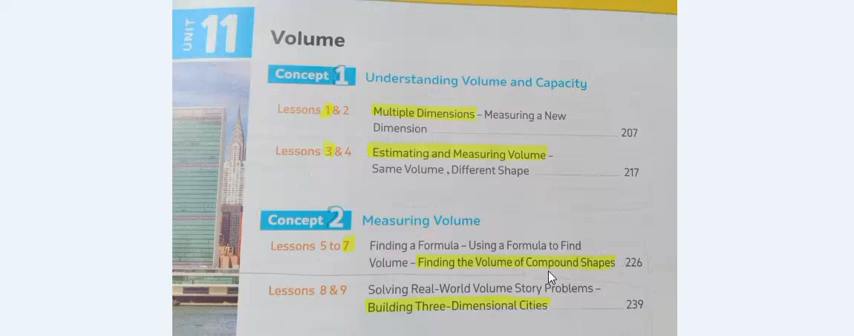 UNIT 11
Volume
Concept 1 Understanding Volume and Capacity
Lessons 1 & 2 Multiple Dimensions – Measuring a New
Dimension 207
Lessons 3 & 4 Estimating and Measuring Volume –
Same Volume , Different Shape 217
Concept 2 Measuring Volume
Lessons 5 to 7 Finding a Formula – Using a Formula to Find
Volume – Finding the Volume of Compound Shapes 226
Lessons 8 & 9 Solving Real-World Volume Story Problems –
Building Three-Dimensional Cities 239